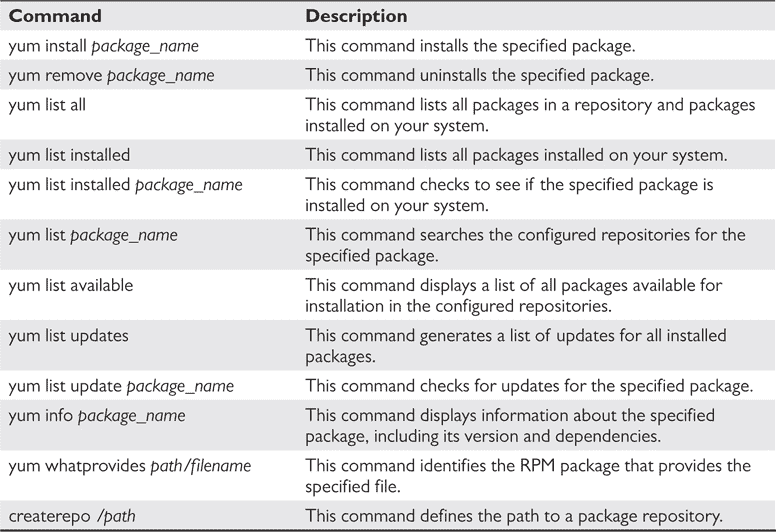 Command Description
yum install package_name This command installs the specified package.
yum remove package_name This command uninstalls the specified package.
yum list all This command lists all packages in a repository and packages
installed on your system.
yum list installed This command lists all packages installed on your system.
yum list installed package_name This command checks to see if the specified package is
installed on your system.
yum list package_name This command searches the configured repositories for the
specified package.
yum list available This command displays a list of all packages available for
installation in the configured repositories.
yum list updates This command generates a list of updates for all installed
packages.
yum list update package_name This command checks for updates for the specified package.
yum info package_name This command displays information about the specified
package, including its version and dependencies.
yum whatprovides path/filename This command identifies the RPM package that provides the
specified file.
createrepo /path This command defines the path to a package repository.